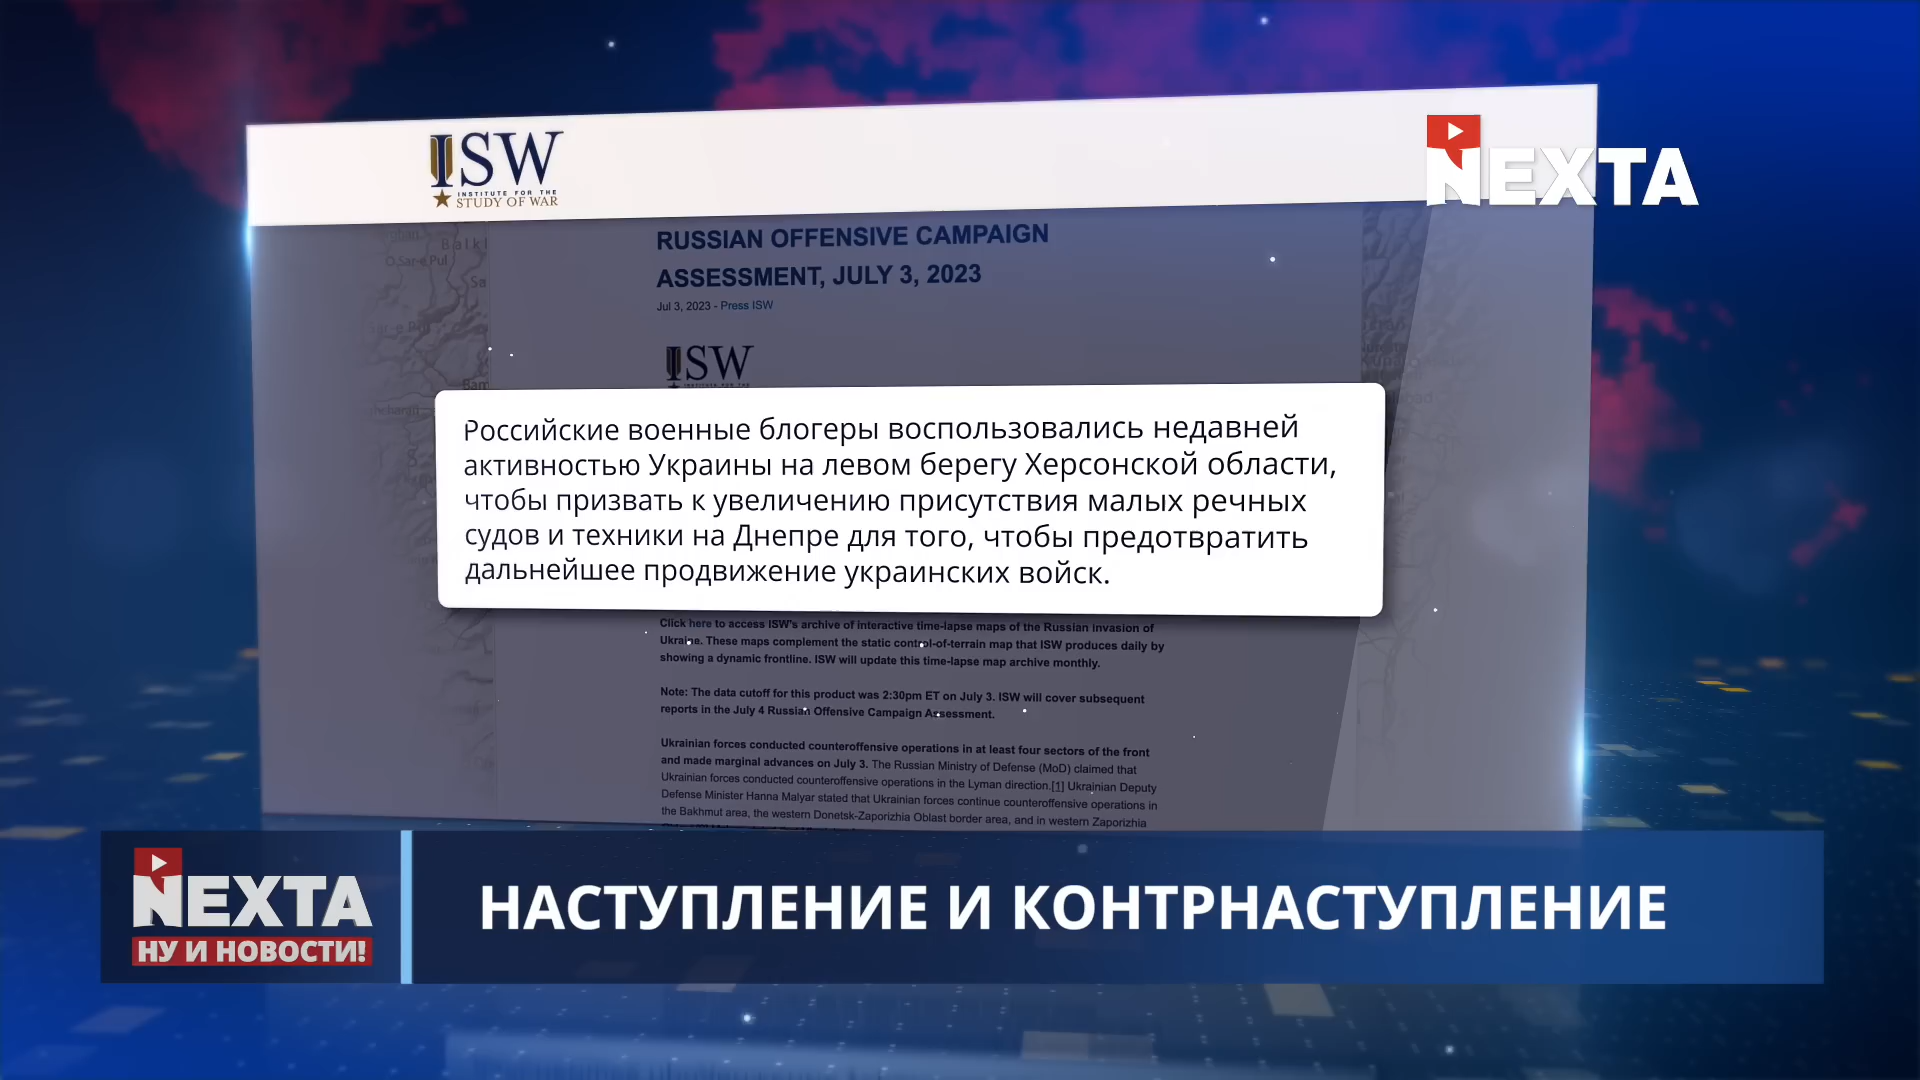 ISW
INSTITUTE FOR THE
STUDY OF WAR
NEXTA
RUSSIAN OFFENSIVE CAMPAIGN
ASSESSMENT, JULY 3, 2023
Jul 3, 2023 - Press ISW
ISW
Российские военные блогеры воспользовались недавней
активностью Украины на левом берегу Херсонской области,
чтобы призвать к увеличению присутствия малых речных
судов и техники на Днепре для того, чтобы предотвратить
дальнейшее продвижение украинских войск.
Click here to access ISW's archive of interactive time-lapse maps of the Russian invasion of
Ukraine. These maps complement the static control-of-terrain map that ISW produces daily by
showing a dynamic frontline. ISW will update this time-lapse map archive monthly.
Note: The data cutoff for this product was 2:30pm ET on July 3. ISW will cover subsequent
reports in the July 4 Russian Offensive Campaign Assessment.
Ukrainian forces conducted counteroffensive operations in at least four sectors of the front
and made marginal advances on July 3. The Russian Ministry of Defense (MoD) claimed that
Ukrainian forces conducted counteroffensive operations in the Lyman direction.[1] Ukrainian Deputy
Defense Minister Hanna Malyar stated that Ukrainian forces continue counteroffensive operations in
the Bakhmut area, the western Donetsk-Zaporizhia Oblast border area, and in western Zaporizhia
NEXTA
НУ И НОВОСТИ!
НАСТУПЛЕНИЕ И КОНТРНАСТУПЛЕНИЕ